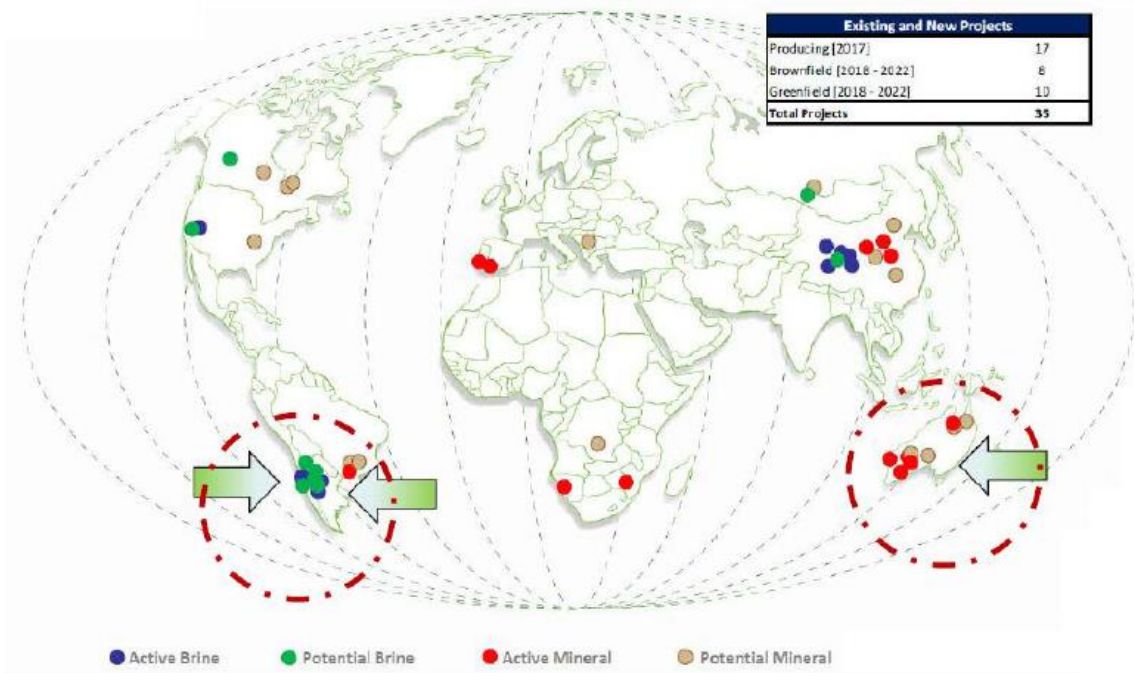 Existing and New Projects
Producing [2017] 17
Brownfield [2018 - 2022] 8
Greenfield [2018 - 2022] 10
Total Projects 35
Active Brine Potential Brine Active Mineral Potential Mineral